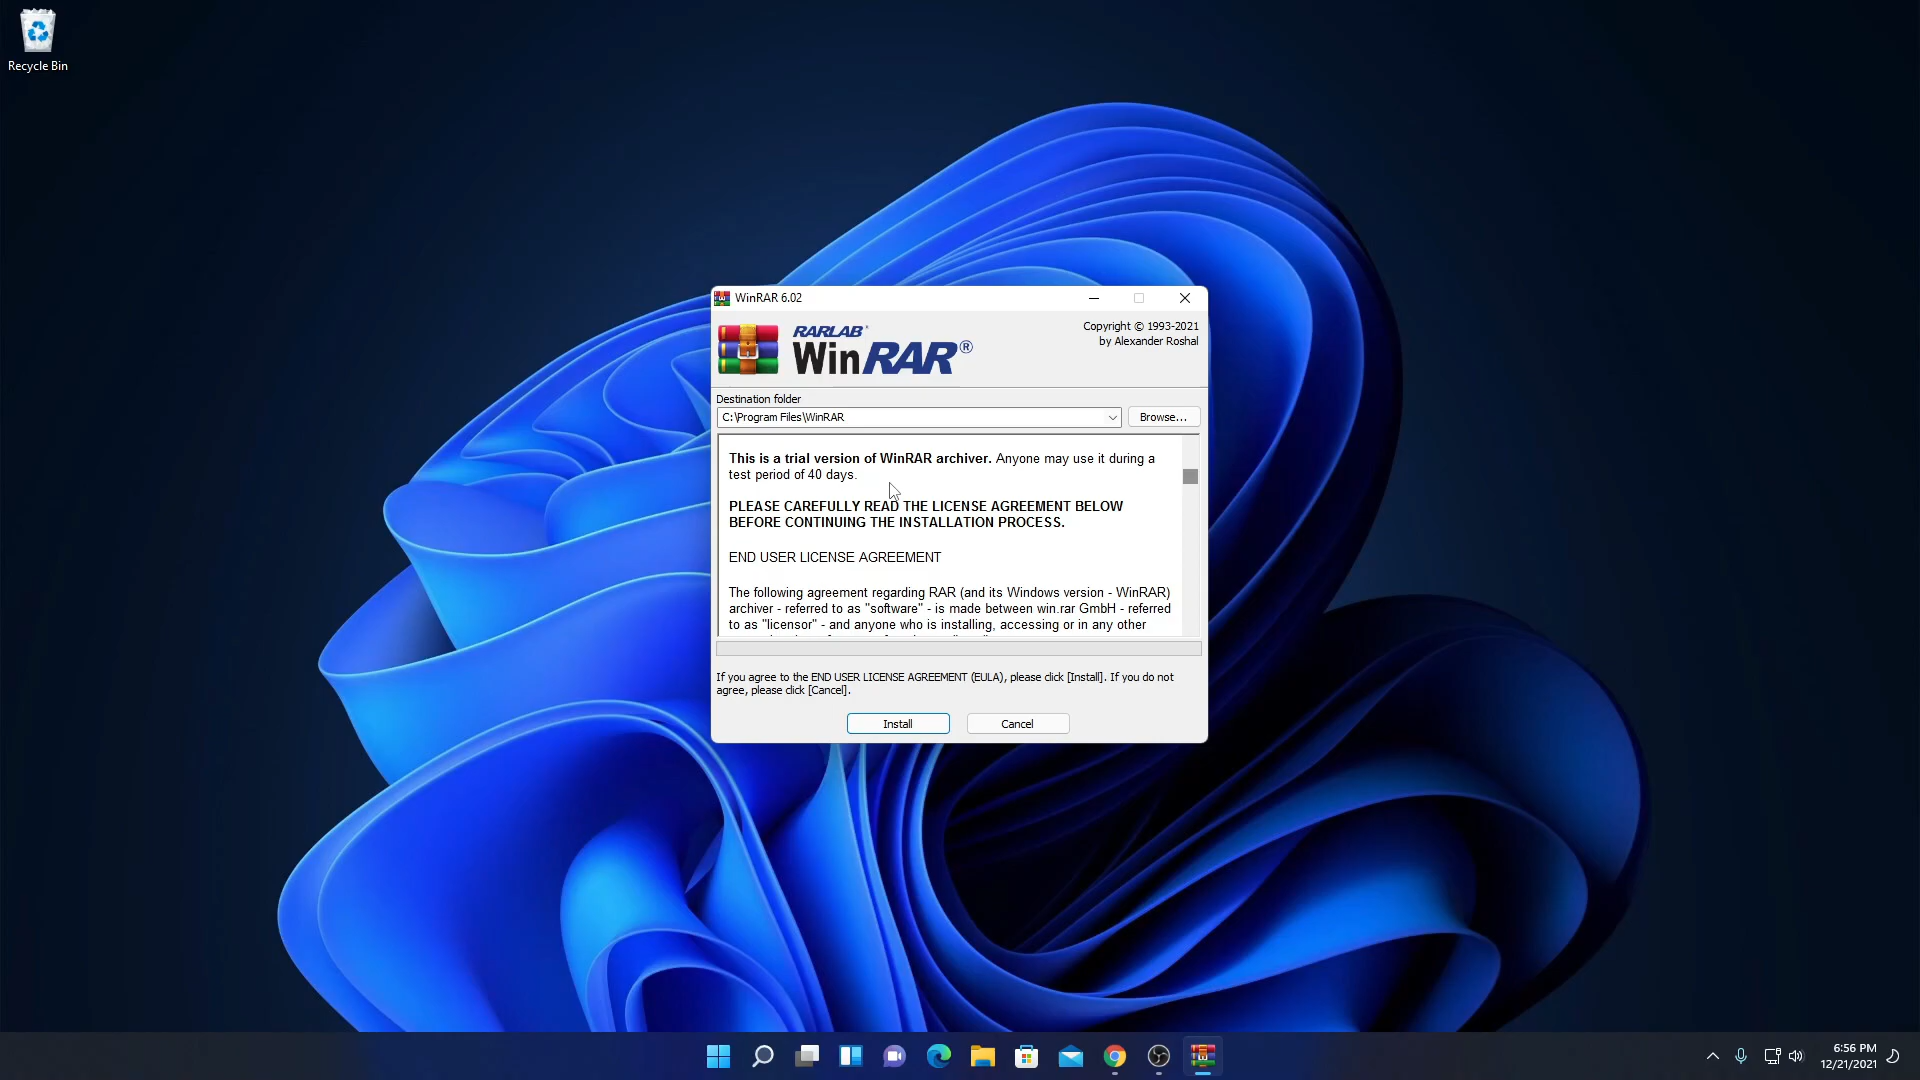 Recycle Bin
WinRAR 6.02
RARLAB®
WinRAR®
Copyright © 1993-2021
by Alexander Roshal
Destination folder
C:\Program Files\WinRAR
Browse...
This is a trial version of WinRAR archiver. Anyone may use it during a
test period of 40 days.
PLEASE CAREFULLY READ THE LICENSE AGREEMENT BELOW
BEFORE CONTINUING THE INSTALLATION PROCESS.
END USER LICENSE AGREEMENT
The following agreement regarding RAR (and its Windows version - WinRAR)
archiver - referred to as "software" - is made between win.rar GmbH - referred
to as "licensor" - and anyone who is installing, accessing or in any other
If you agree to the END USER LICENSE AGREEMENT (EULA), please click [Install]. If you do not
agree, please click [Cancel].
Install
Cancel
6:56 PM
12/21/2021